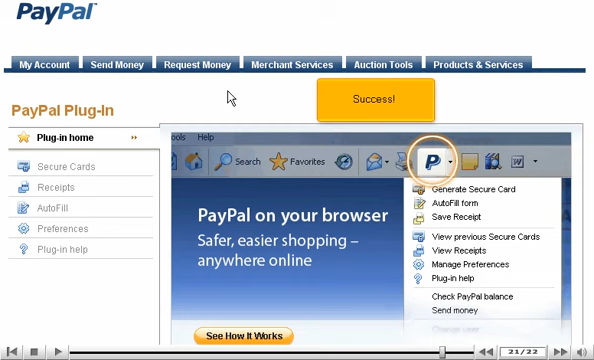 PayPal
My Account Send Money Request Money Merchant Services Auction Tools Products & Services
Success!
PayPal Plug-In
Plug-in home
Secure Cards
Receipts
AutoFill
Preferences
Plug-in help
ools Help
Search Favorites
PayPal on your browser
Safer, easier shopping –
anywhere online
See How It Works
Generate Secure Card
AutoFill form
Save Receipt
View previous Secure Cards
View Receipts
Manage Preferences
Plug-in help
Check PayPal balance
Send money
Change user
21/22